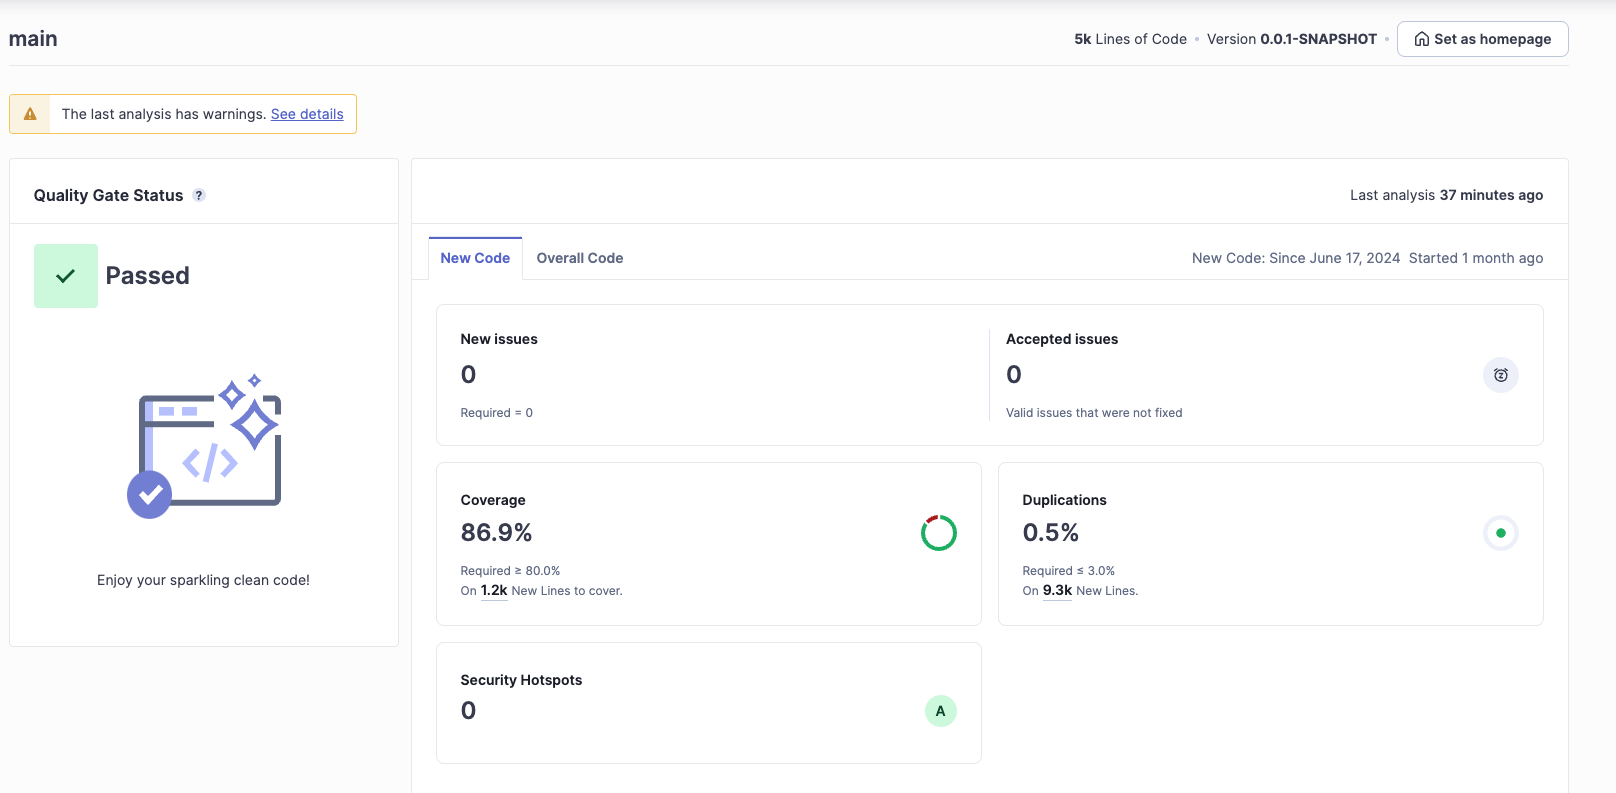 main
5k Lines of Code • Version 0.0.1-SNAPSHOT • Set as homepage
The last analysis has warnings. See details
Quality Gate Status ?
Passed
</>
Enjoy your sparkling clean code!
Last analysis 37 minutes ago
New Code Overall Code
New Code: Since June 17, 2024 Started 1 month ago
New issues
0
Required = 0
Accepted issues
0
Valid issues that were not fixed
Coverage
86.9%
Required ≥ 80.0%
On 1.2k New Lines to cover.
Duplications
0.5%
Required ≤ 3.0%
On 9.3k New Lines.
Security Hotspots
0
A